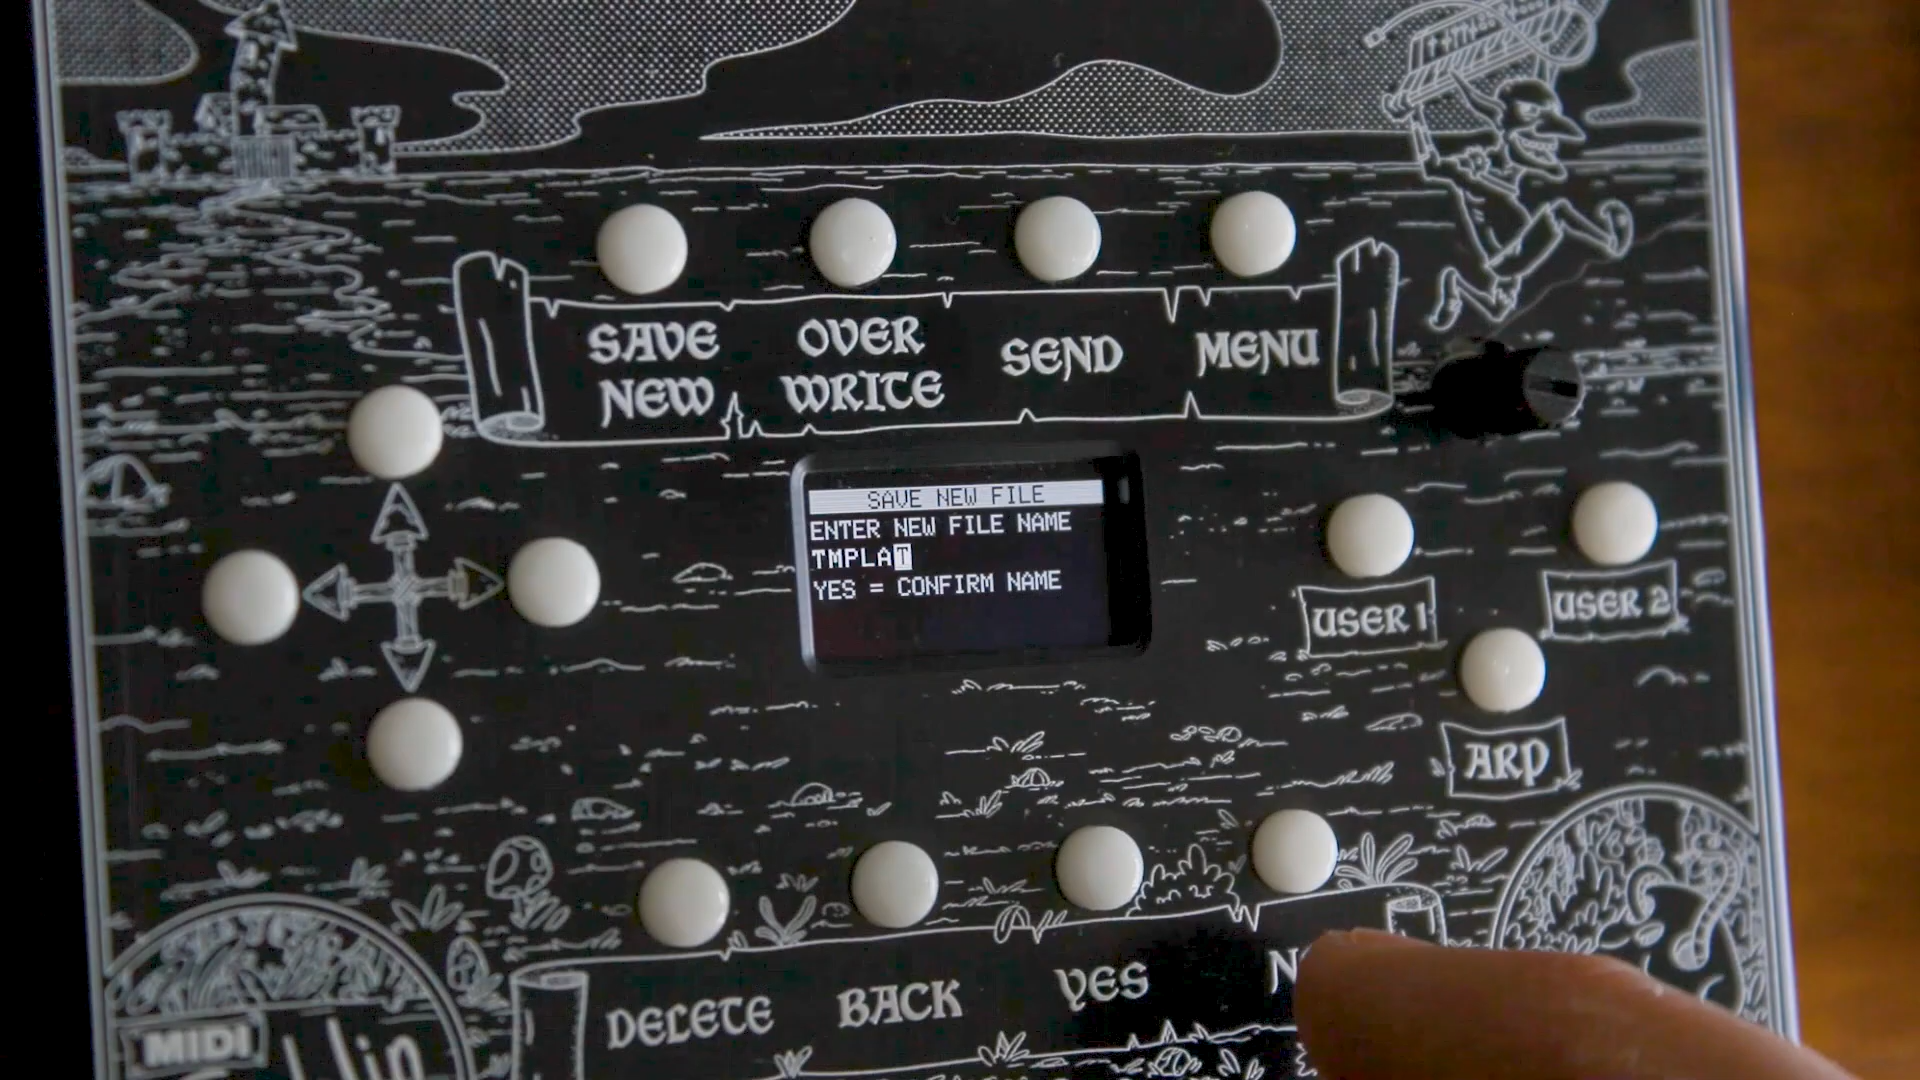 SAVE NEW
OVER WRITE
SEND
MENU
SAVE NEW FILE
ENTER NEW FILE NAME
TMPLAT
YES = CONFIRM NAME
USER 1
USER 2
ARP
DELETE
BACK
YES
MIDI